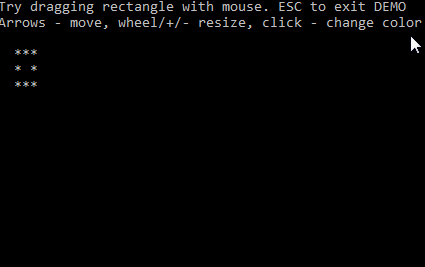 Try dragging rectangle with mouse. ESC to exit DEMO
Arrows - move, wheel/+/- resize, click - change color
***
* *
***